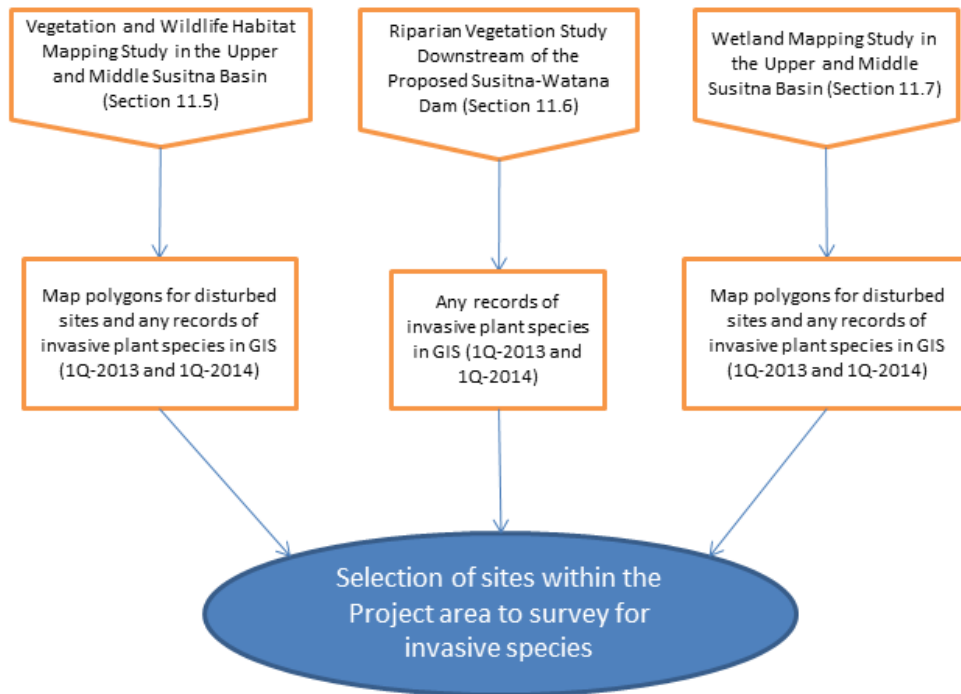 Vegetation and Wildlife Habitat
Mapping Study in the Upper
and Middle Susitna Basin
(Section 11.5)
Riparian Vegetation Study
Downstream of the
Proposed Susitna-Watana
Dam (Section 11.6)
Wetland Mapping Study in
the Upper and Middle
Susitna Basin (Section 11.7)
Map polygons for disturbed
sites and any records of
invasive plant species in GIS
(1Q-2013 and 1Q-2014)
Any records of
invasive plant species
in GIS (1Q-2013 and
1Q-2014)
Map polygons for disturbed
sites and any records of
invasive plant species in GIS
(1Q-2013 and 1Q-2014)
Selection of sites within the
Project area to survey for
invasive species